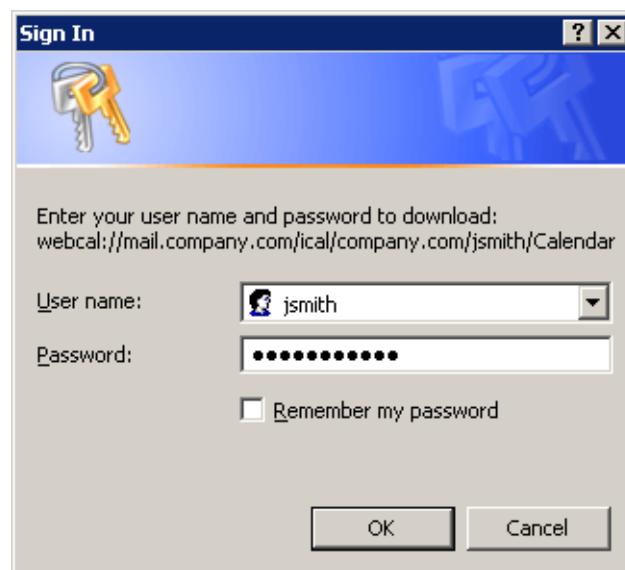 Sign In
Enter your user name and password to download:
webcal://mail.company.com/ical/company.com/jsmith/Calendar
User name: jsmith
Password: ●●●●●●●●●●●
Remember my password
OK Cancel